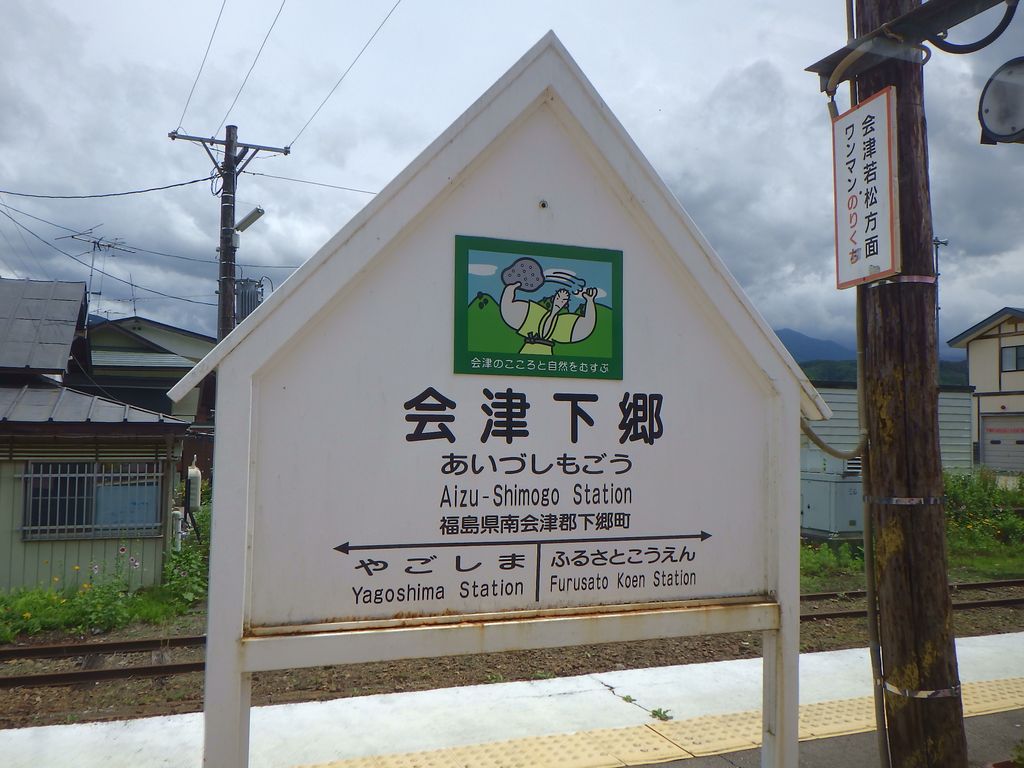 会津のこころと自然をむすぶ
会津下郷
あいづしもごう
Aizu-Shimogo Station
福島県南会津郡下郷町
やごしま
Yagoshima Station
ふるさとこうえん
Furusato Koen Station
会津若松方面
ワンマンのりくち